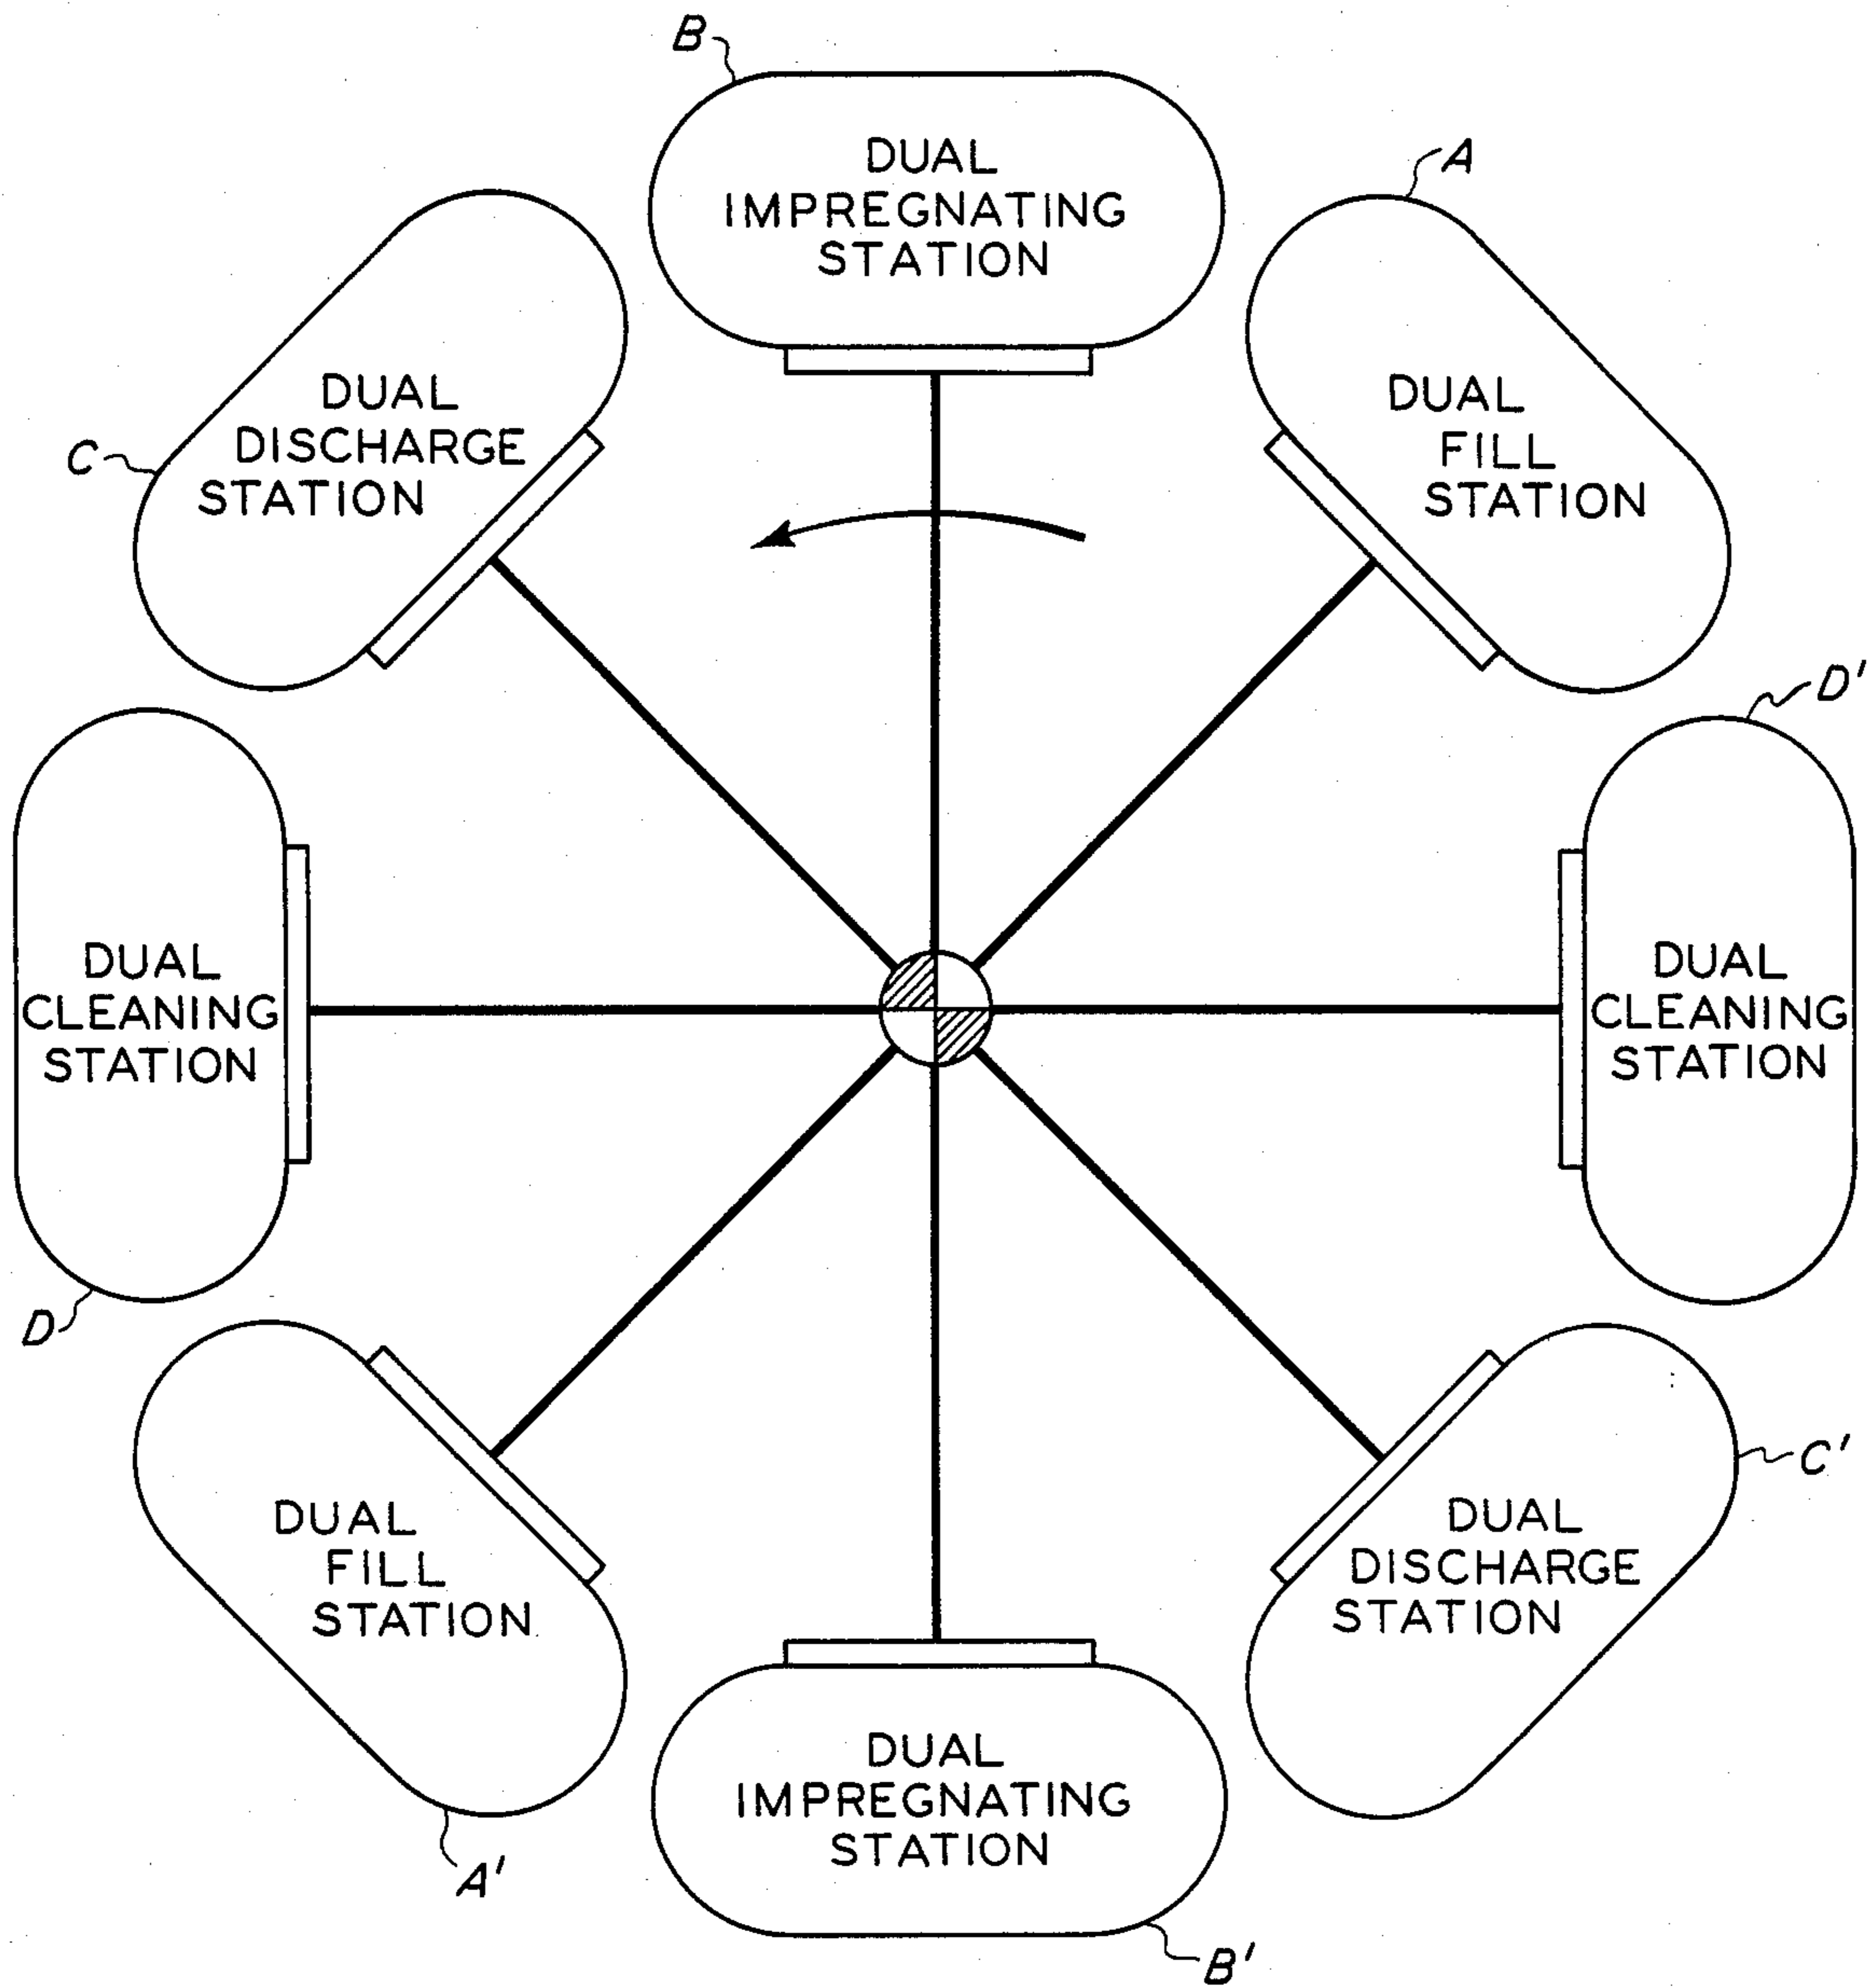 B
DUAL
IMPREGNATING
STATION
A
DUAL
FILL
STATION
C
DUAL
DISCHARGE
STATION
D'
DUAL
CLEANING
STATION
DUAL
CLEANING
STATION
D
C'
DUAL
FILL
STATION
A'
DUAL
DISCHARGE
STATION
DUAL
IMPREGNATING
STATION
B'